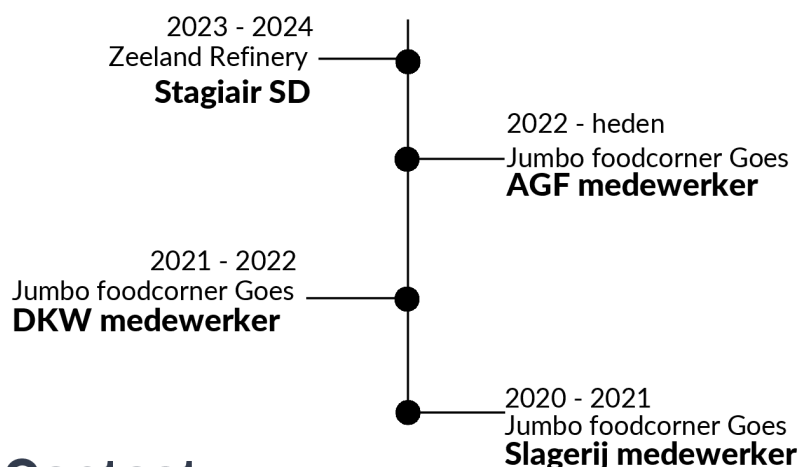 2023 - 2024
Zeeland Refinery
Stagiair SD
2022 - heden
Jumbo foodcorner Goes
AGF medewerker
2021 - 2022
Jumbo foodcorner Goes
DKW medewerker
2020 - 2021
Jumbo foodcorner Goes
Slagerij medewerker